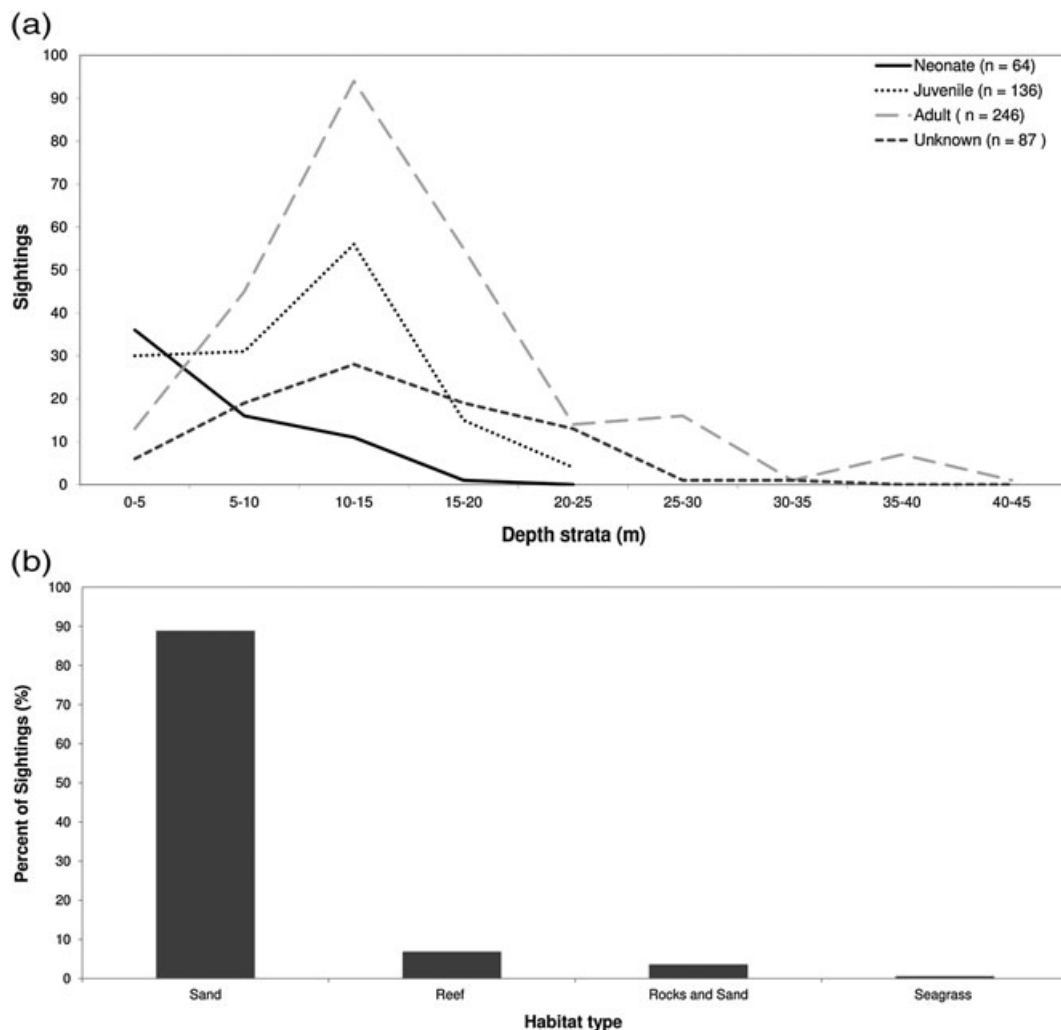 (a)
100
90
80
70
60
50
40
30
20
10
0
Sightings
Neonate (n = 64)
Juvenile (n = 136)
Adult ( n = 246)
Unknown (n = 87 )
0-5 5-10 10-15 15-20 20-25 25-30 30-35 35-40 40-45
Depth strata (m)
(b)
100
90
80
70
60
50
40
30
20
10
0
Percent of Sightings (%)
Sand Reef Rocks and Sand Seagrass
Habitat type